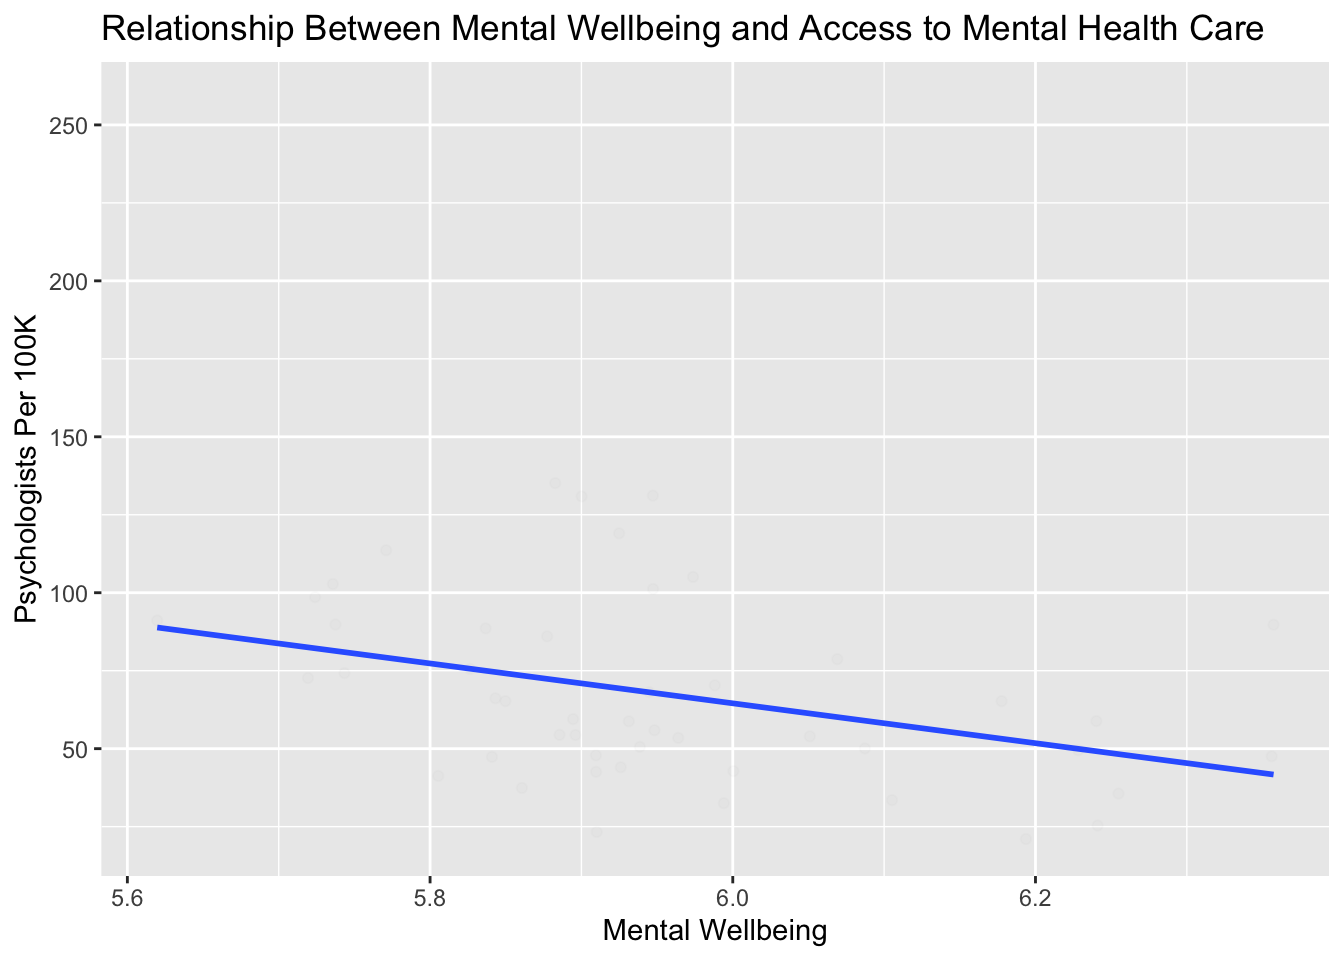 Relationship Between Mental Wellbeing and Access to Mental Health Care
250
200
150
100
50
Psychologists Per 100K
5.6 5.8 6.0 6.2
Mental Wellbeing